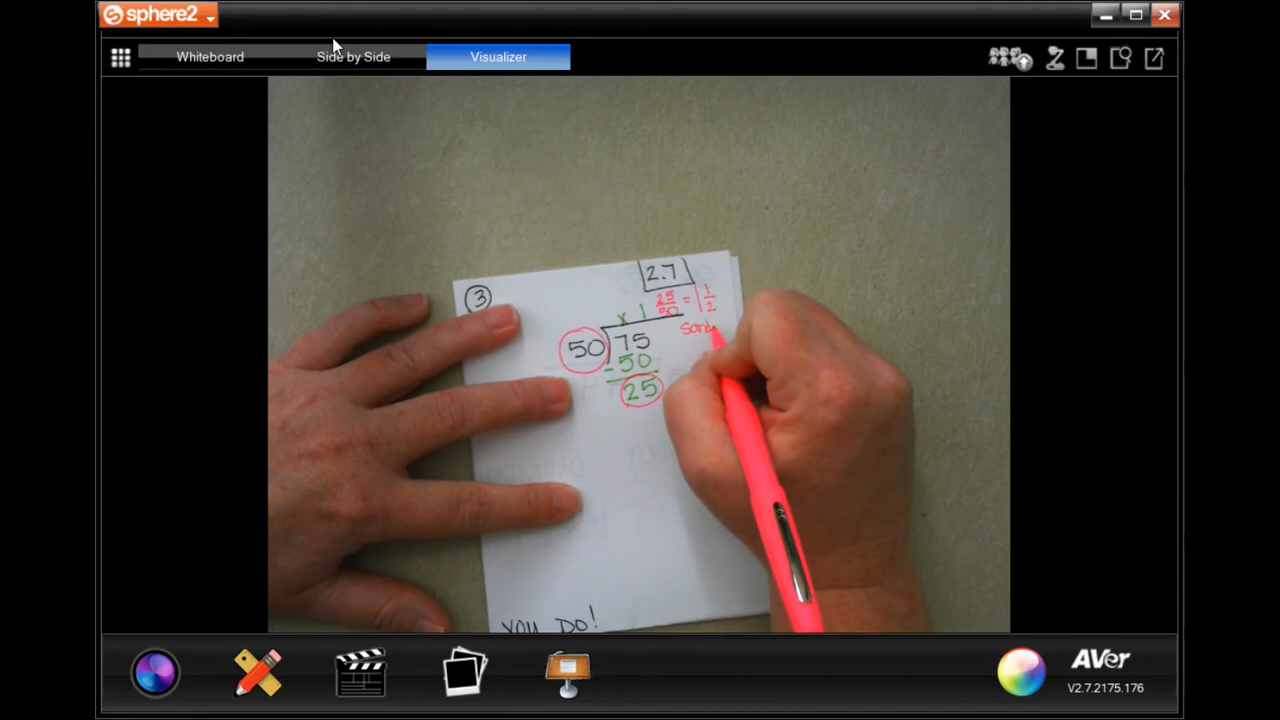 sphere2
Whiteboard Side by Side Visualizer
2.7
3
x 1 25/50 = 1 1/2
50 75
- 50
25
YOU DO!
AVer
V2.7.2175.176